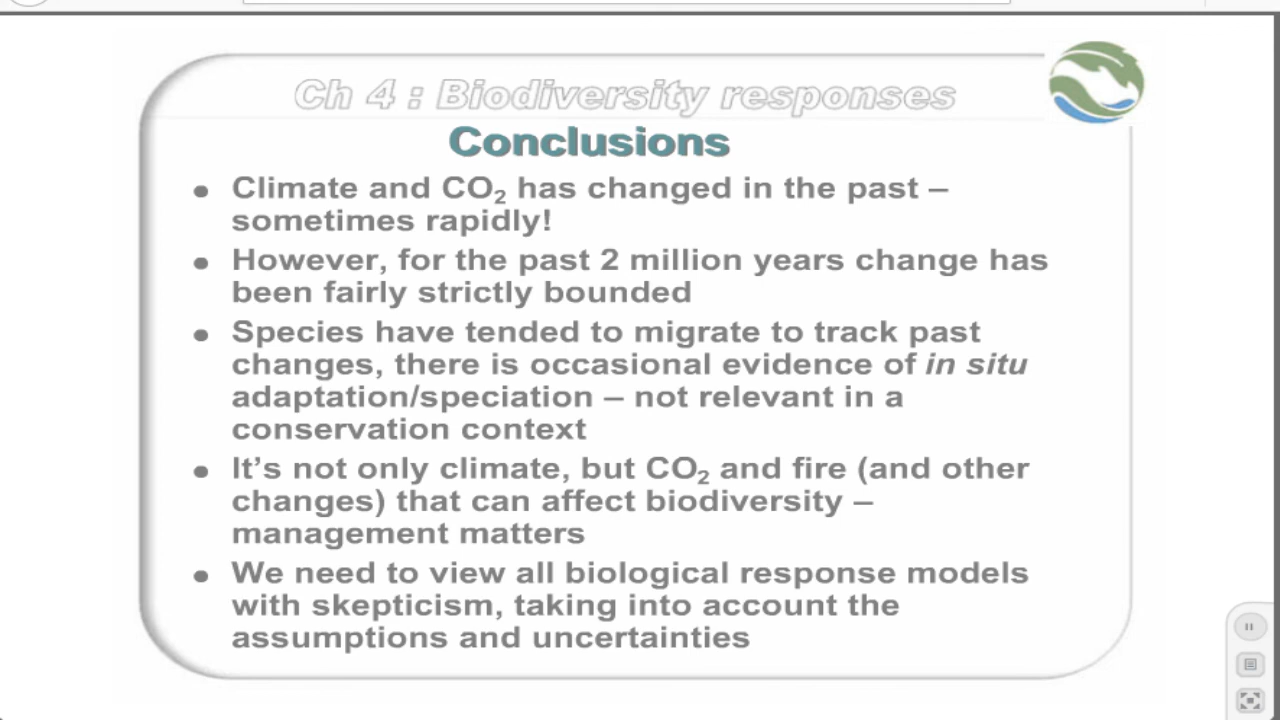 Ch 4 : Biodiversity responses
Conclusions
• Climate and CO₂ has changed in the past –
sometimes rapidly!
• However, for the past 2 million years change has
been fairly strictly bounded
• Species have tended to migrate to track past
changes, there is occasional evidence of in situ
adaptation/speciation – not relevant in a
conservation context
• It’s not only climate, but CO₂ and fire (and other
changes) that can affect biodiversity –
management matters
• We need to view all biological response models
with skepticism, taking into account the
assumptions and uncertainties